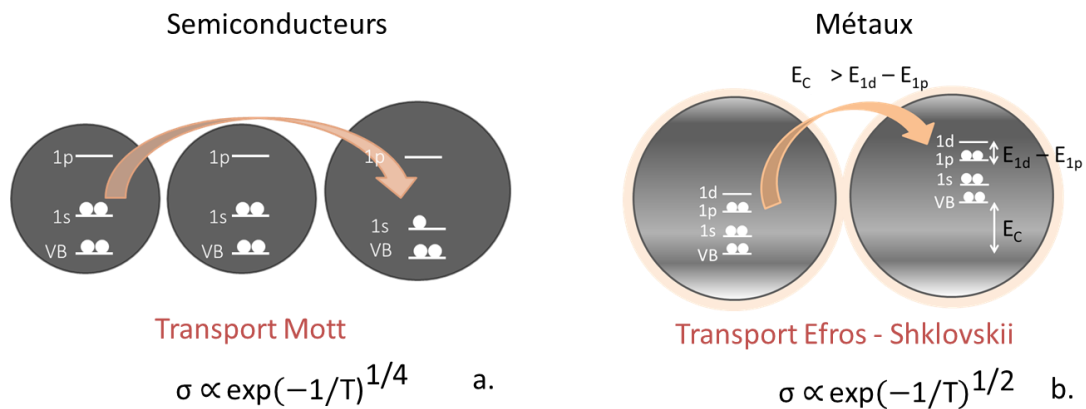 Semiconducteurs
1p
1s
VB
1p
1s
VB
1p
1s
VB
Transport Mott
σ ∝ exp(−1/T)^1/4
a.
Métaux
E_C > E_1d − E_1p
1d
1p
1s
VB
1d
1p
1s
VB
E_1d − E_1p
E_C
Transport Efros - Shklovskii
σ ∝ exp(−1/T)^1/2
b.